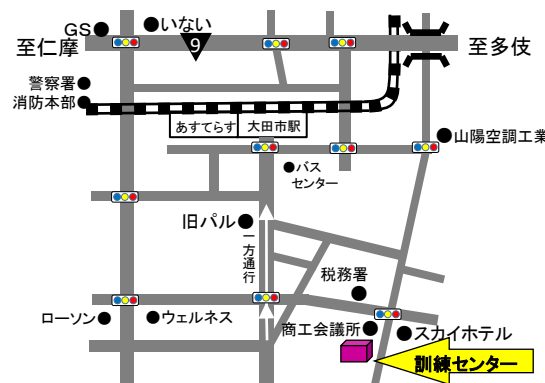 GS
いない
至仁摩
9
至多伎
警察署
消防本部
あすてらす
大田市駅
山陽空調工業
バス
センター
旧パル
一方通行
税務署
ローソン
ウェルネス
商工会議所
スカイホテル
訓練センター